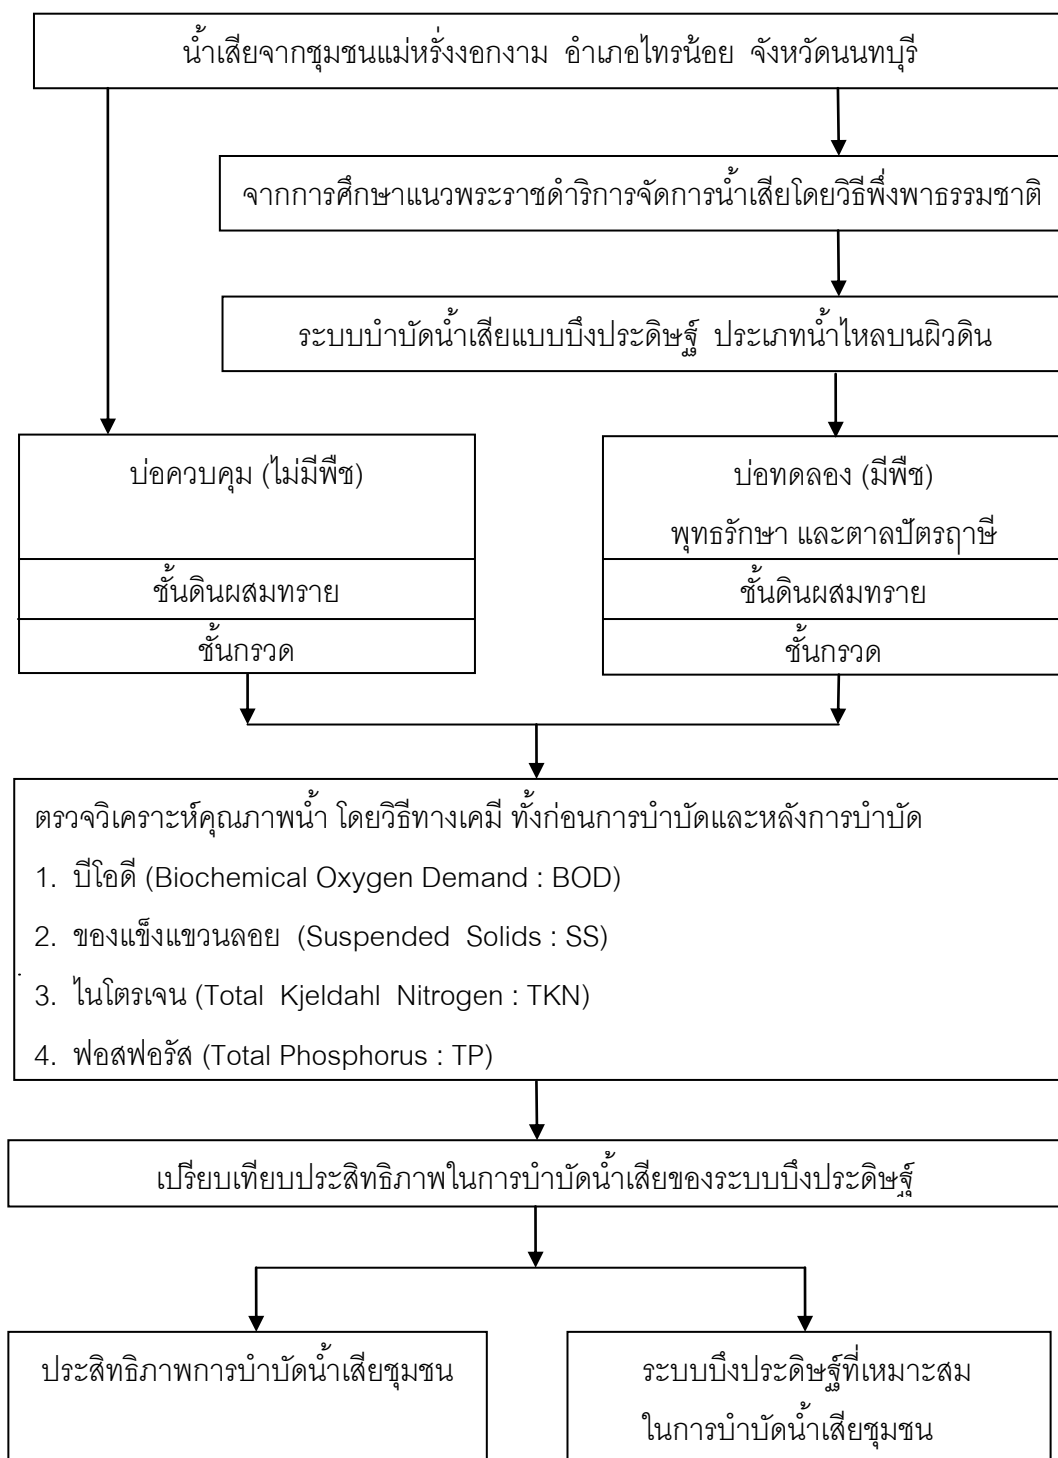 น้ำเสียจากชุมชนแม่หรั่งงอกงาม อำเภอไทรน้อย จังหวัดนนทบุรี
จากการศึกษาแนวพระราชดำริการจัดการน้ำเสียโดยวิธีพึ่งพาธรรมชาติ
ระบบบำบัดน้ำเสียแบบบึงประดิษฐ์ ประเภทน้ำไหลบนผิวดิน
บ่อควบคุม (ไม่มีพืช)
ชั้นดินผสมทราย
ชั้นกรวด
บ่อทดลอง (มีพืช)
พุทธรักษา และตาลปัตรฤาษี
ชั้นดินผสมทราย
ชั้นกรวด
ตรวจวิเคราะห์คุณภาพน้ำ โดยวิธีทางเคมี ทั้งก่อนการบำบัดและหลังการบำบัด
1. บีโอดี (Biochemical Oxygen Demand : BOD)
2. ของแข็งแขวนลอย (Suspended Solids : SS)
3. ไนโตรเจน (Total Kjeldahl Nitrogen : TKN)
4. ฟอสฟอรัส (Total Phosphorus : TP)
เปรียบเทียบประสิทธิภาพในการบำบัดน้ำเสียของระบบบึงประดิษฐ์
ประสิทธิภาพการบำบัดน้ำเสียชุมชน
ระบบบึงประดิษฐ์ที่เหมาะสม
ในการบำบัดน้ำเสียชุมชน